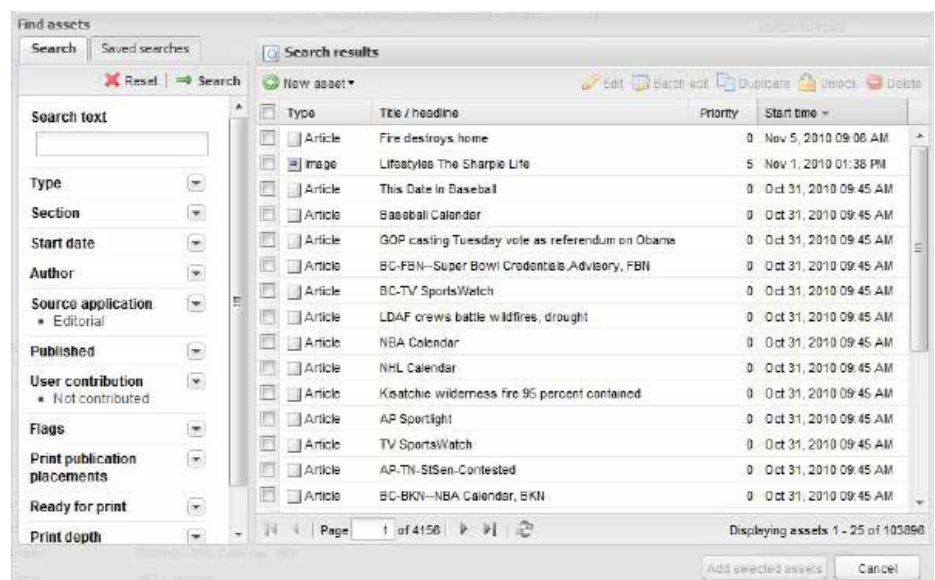 Find assets
Search Saved searches
Reset Search
Search text
Type
Section
Start date
Author
Source application
Editorial
Published
User contribution
Not contributed
Flags
Print publication
placements
Ready for print
Print depth
Search results
New asset Edit Batch edit Duplicate Unlock Delete
Type Title / headline Priority Start time
Article Fire destroys home 0 Nov 5, 2010 09:06 AM
Image Lifestyles The Sharpie Life 5 Nov 1, 2010 01:38 PM
Article This Date In Baseball 0 Oct 31, 2010 09:45 AM
Article Baseball Calendar 0 Oct 31, 2010 09:45 AM
Article GOP casting Tuesday vote as referendum on Obama 0 Oct 31, 2010 09:45 AM
Article BC-FBN--Super Bowl Credentials Advisory, FBN 0 Oct 31, 2010 09:45 AM
Article BC-TV SportsWatch 0 Oct 31, 2010 09:45 AM
Article LDAF crews battle wildfires, drought 0 Oct 31, 2010 09:45 AM
Article NBA Calendar 0 Oct 31, 2010 09:45 AM
Article NHL Calendar 0 Oct 31, 2010 09:45 AM
Article Kisatchie wilderness fire 95 percent contained 0 Oct 31, 2010 09:45 AM
Article AP Sportlight 0 Oct 31, 2010 09:45 AM
Article TV SportsWatch 0 Oct 31, 2010 09:45 AM
Article AP-TN-StSen-Contested 0 Oct 31, 2010 09:45 AM
Article BC-BKN--NBA Calendar, BKN 0 Oct 31, 2010 09:45 AM
Page 1 of 4156 Displaying assets 1 - 25 of 103896
Add selected assets Cancel